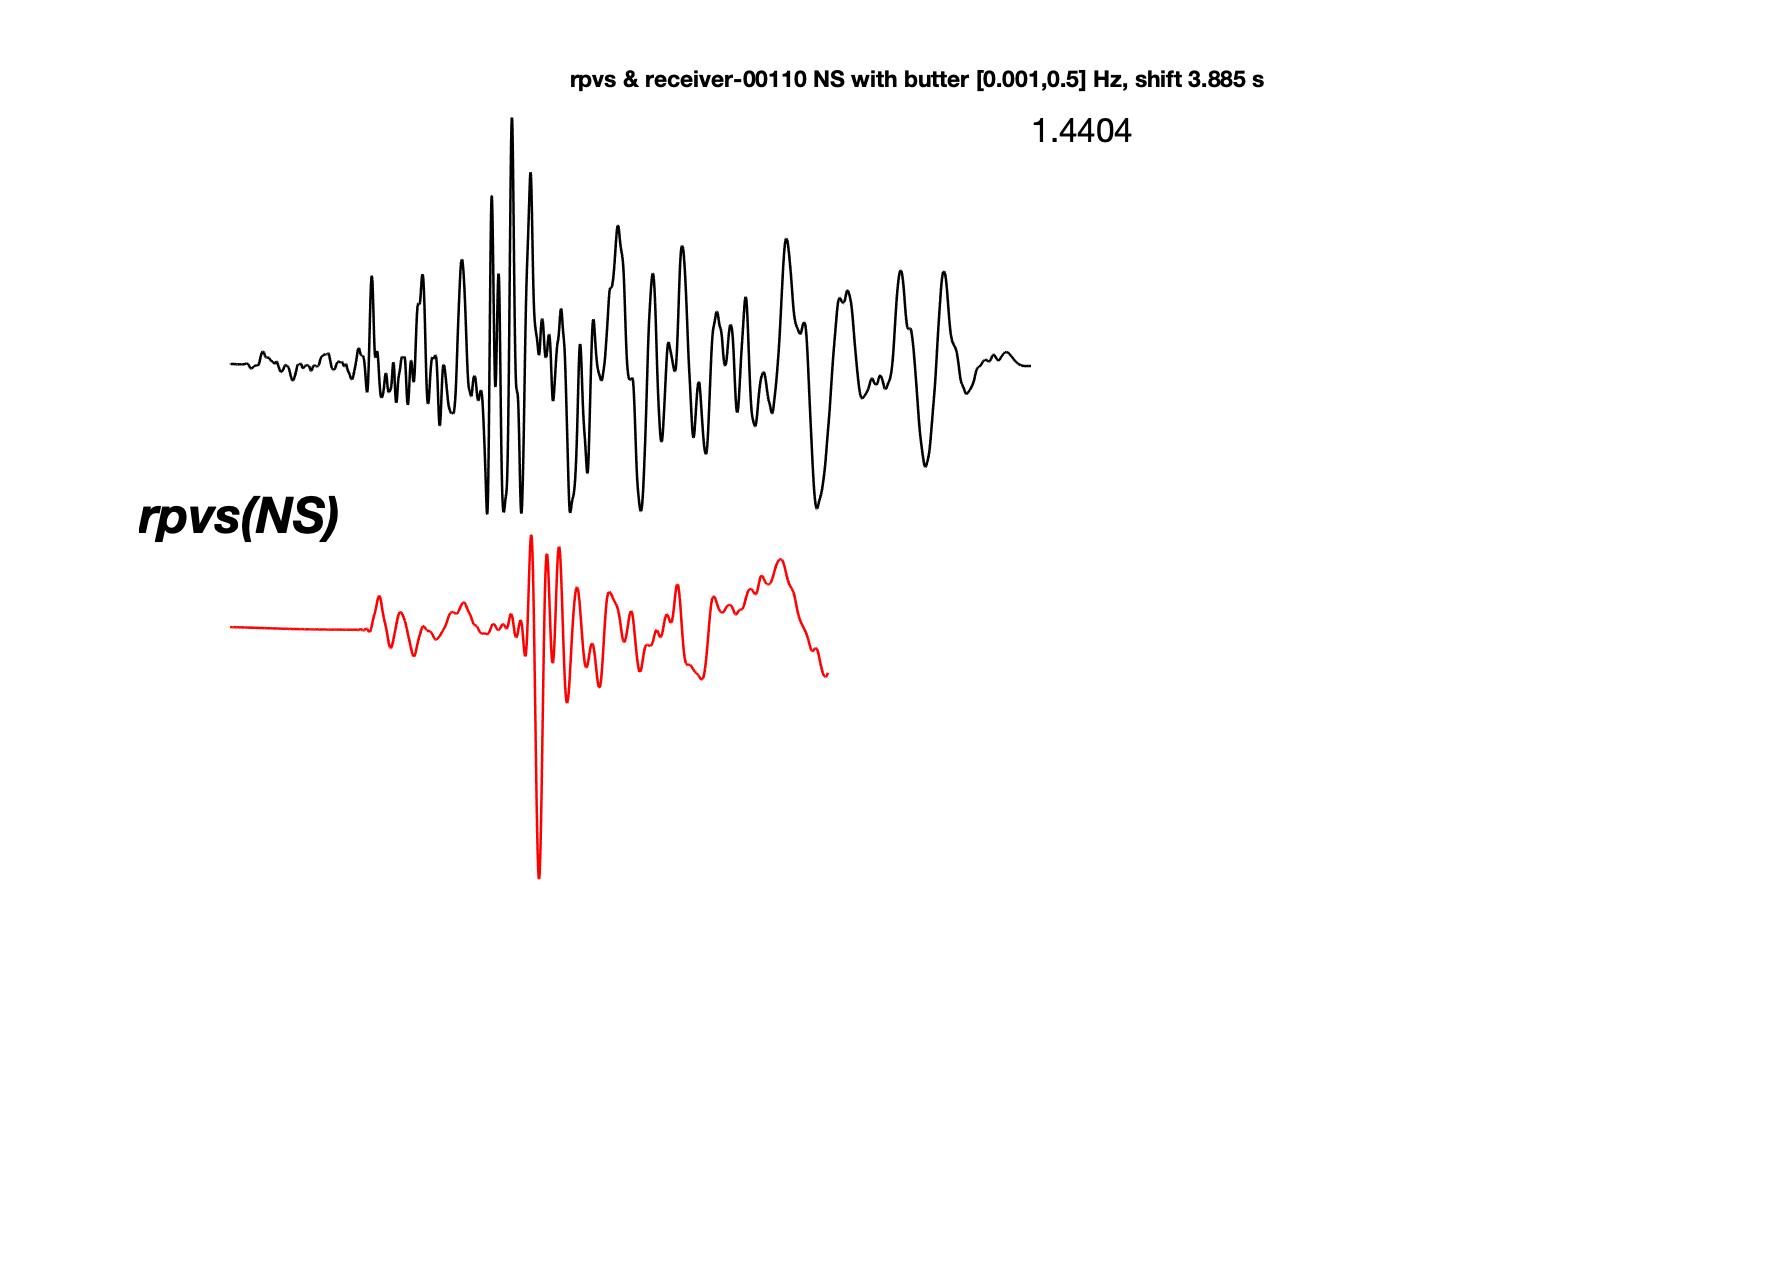 rpvs & receiver-00110 NS with butter [0.001,0.5] Hz, shift 3.885 s
1.4404
rpvs(NS)